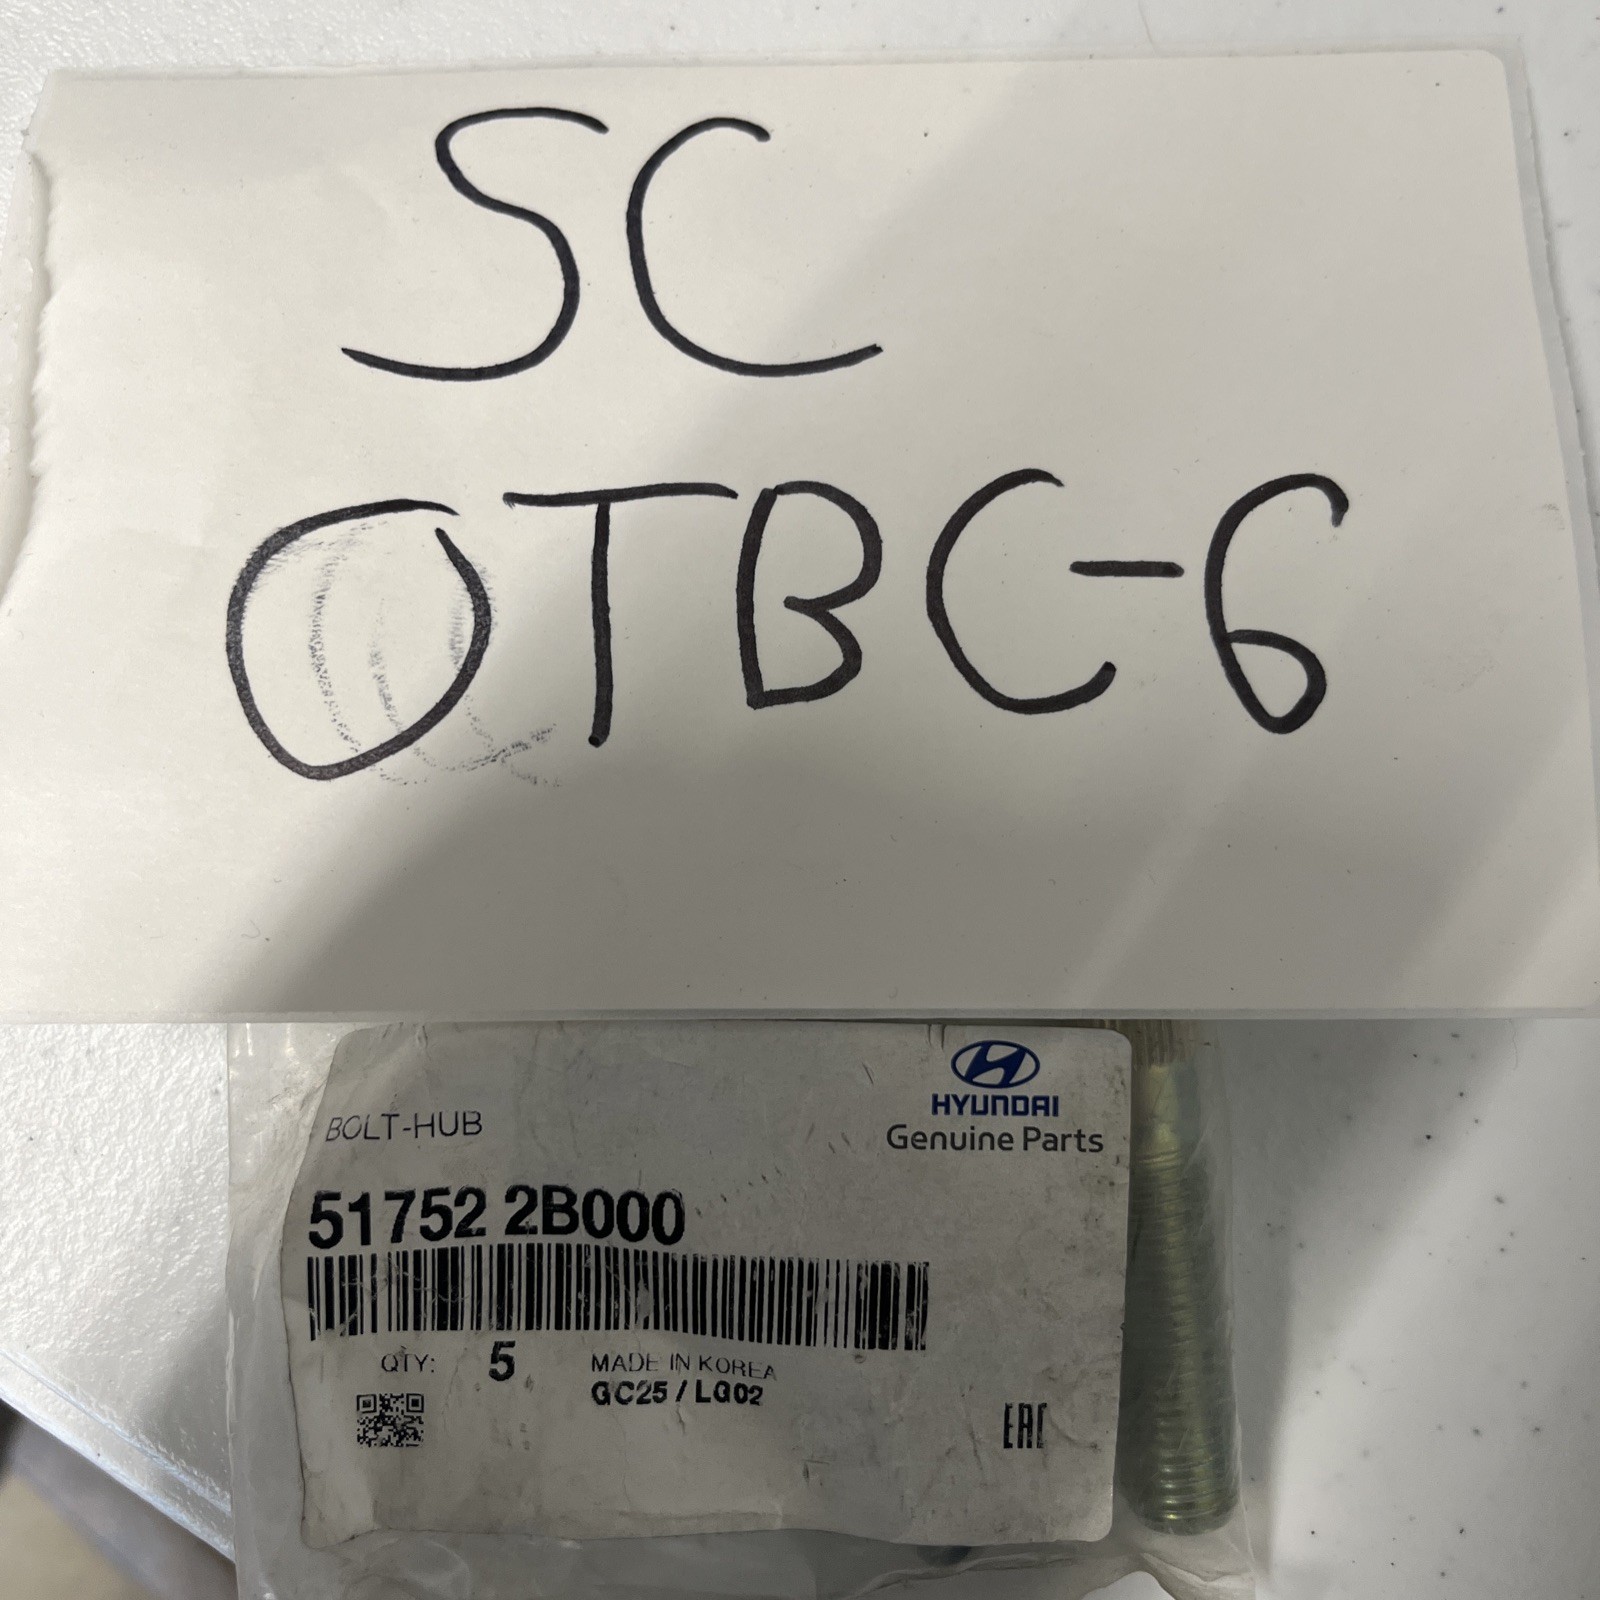 SC
OTBC-6
HYUNDAI
Genuine Parts
BOLT-HUB
51752 2B000
QTY: 5 MADE IN KOREA
GC25 / LG02
EAC